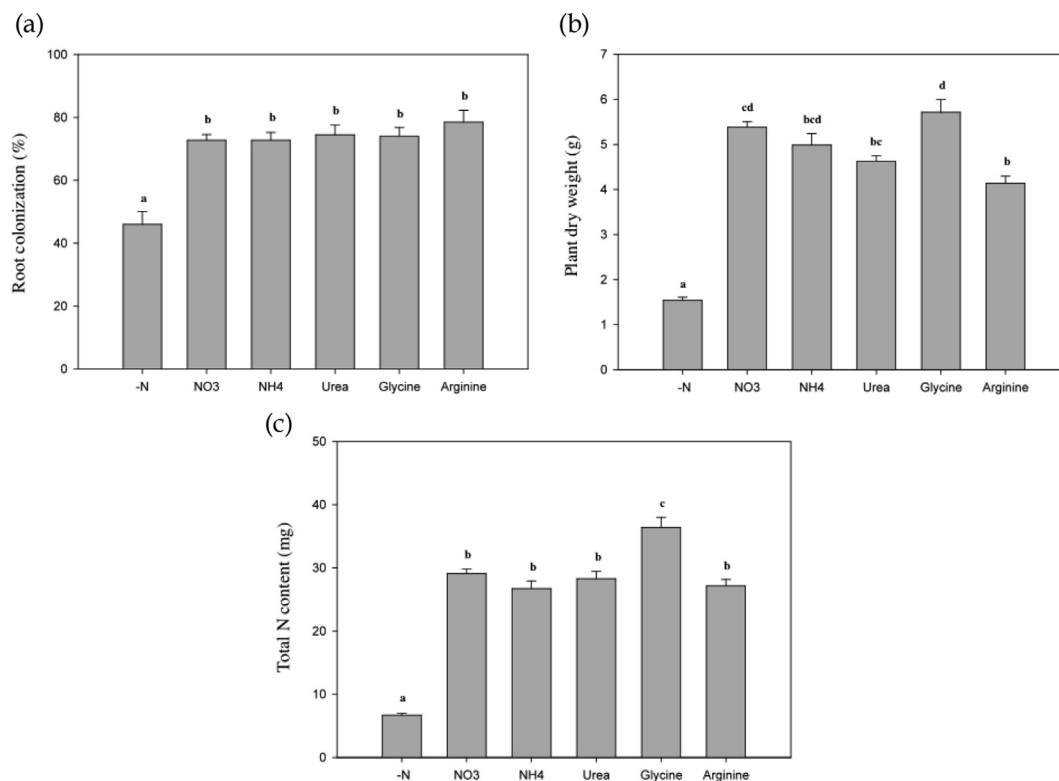 (a)
Root colonization (%)
100
80
60
40
20
0
a
b
b
b
b
b
-N NO3 NH4 Urea Glycine Arginine
(b)
Plant dry weight (g)
7
6
5
4
3
2
1
0
a
cd
bcd
bc
d
b
-N NO3 NH4 Urea Glycine Arginine
(c)
Total N content (mg)
50
40
30
20
10
0
a
b
b
b
c
b
-N NO3 NH4 Urea Glycine Arginine